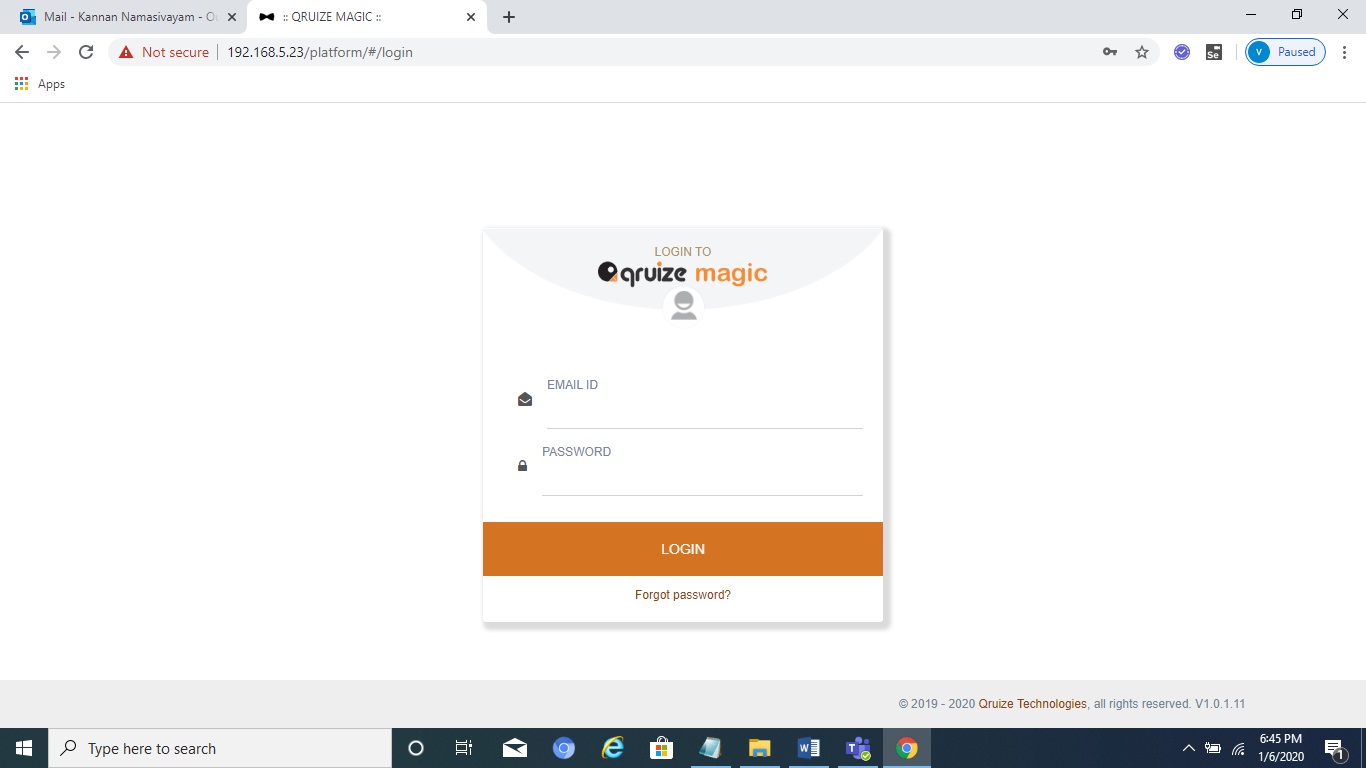 Mail - Kannan Namasivayam - Ou
:: QRUIZE MAGIC ::
Not secure
192.168.5.23/platform/#/login
Se
V
Paused
Apps
LOGIN TO
qruize magic
EMAIL ID
PASSWORD
LOGIN
Forgot password?
© 2019 - 2020 Qruize Technologies, all rights reserved. V1.0.1.11
Type here to search
6:45 PM
1/6/2020
1